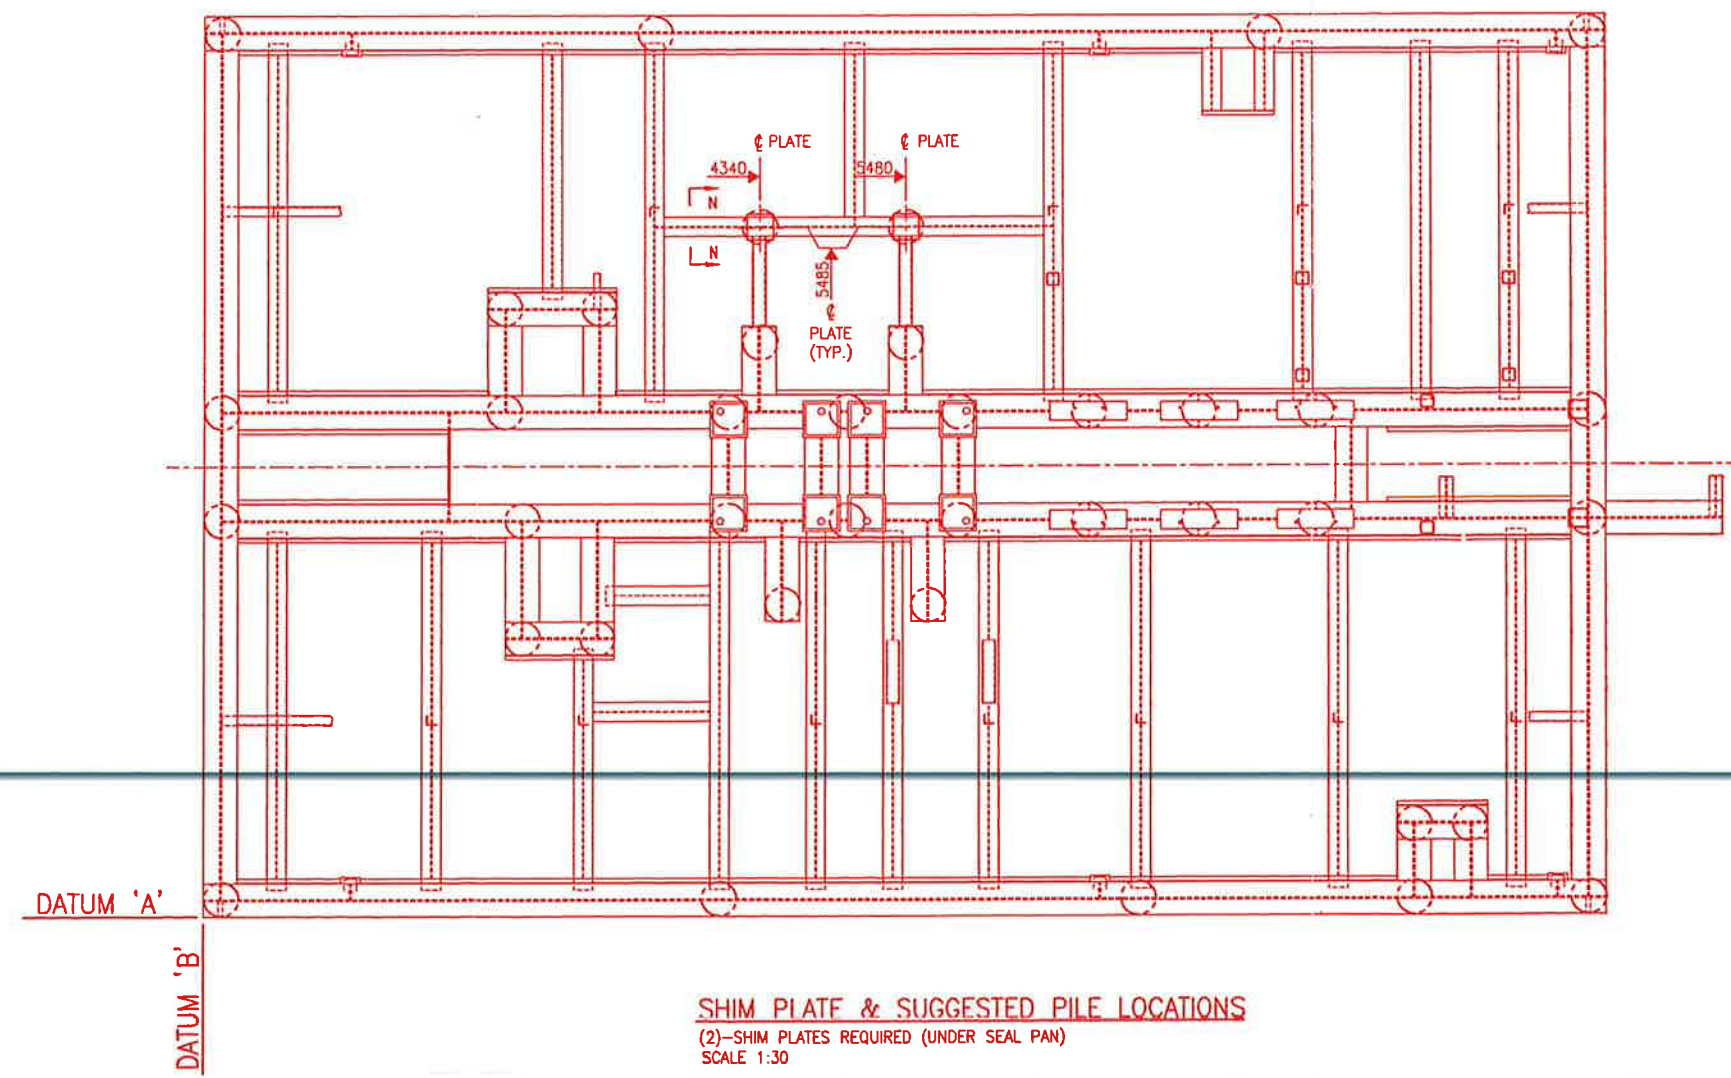 ℄ PLATE
℄ PLATE
4340
5480
N
N
5485
℄
PLATE
(TYP.)
DATUM 'A'
DATUM 'B'
SHIM PLATE & SUGGESTED PILE LOCATIONS
(2)-SHIM PLATES REQUIRED (UNDER SEAL PAN)
SCALE 1:30